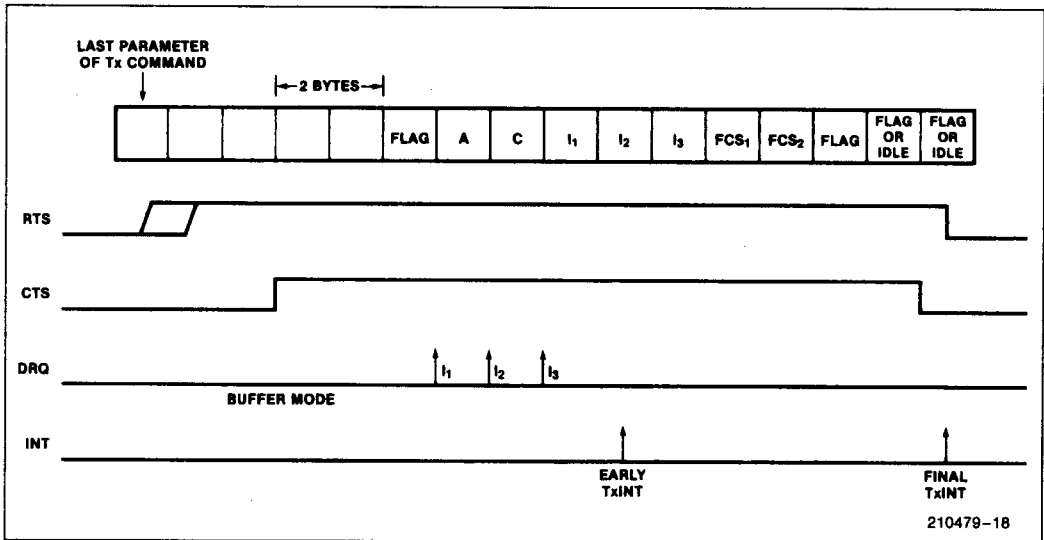 LAST PARAMETER
OF Tx COMMAND
2 BYTES
FLAG
A
C
I₁
I₂
I₃
FCS₁
FCS₂
FLAG
FLAG
OR
IDLE
FLAG
OR
IDLE
RTS
CTS
DRQ
I₁
I₂
I₃
BUFFER MODE
INT
EARLY
TxINT
FINAL
TxINT
210479–18